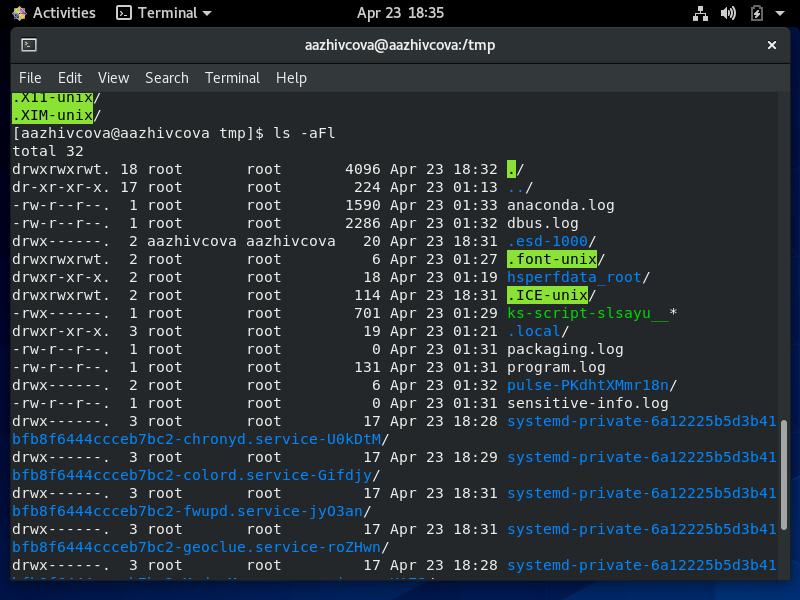 Activities Terminal Apr 23 18:35
aazhivcova@aazhivcova:/tmp
File Edit View Search Terminal Help
.X11-unix/
.XIM-unix/
[aazhivcova@aazhivcova tmp]$ ls -aFl
total 32
drwxrwxrwt. 18 root       root       4096 Apr 23 18:32 ./
dr-xr-xr-x. 17 root       root        224 Apr 23 01:13 ../
-rw-r--r--.  1 root       root       1590 Apr 23 01:33 anaconda.log
-rw-r--r--.  1 root       root       2286 Apr 23 01:32 dbus.log
drwx------.  2 aazhivcova aazhivcova   20 Apr 23 18:31 .esd-1000/
drwxrwxrwt.  2 root       root          6 Apr 23 01:27 .font-unix/
drwxr-xr-x.  2 root       root         18 Apr 23 01:19 hsperfdata_root/
drwxrwxrwt.  2 root       root        114 Apr 23 18:31 .ICE-unix/
-rwx------.  1 root       root        701 Apr 23 01:29 ks-script-slsayu__*
drwxr-xr-x.  3 root       root         19 Apr 23 01:21 .local/
-rw-r--r--.  1 root       root          0 Apr 23 01:31 packaging.log
-rw-r--r--.  1 root       root        131 Apr 23 01:31 program.log
drwx------.  2 root       root          6 Apr 23 01:32 pulse-PKdhtXMmr18n/
-rw-r--r--.  1 root       root          0 Apr 23 01:31 sensitive-info.log
drwx------.  3 root       root         17 Apr 23 18:28 systemd-private-6a12225b5d3b41
bfb8f6444ccceb7bc2-chronyd.service-U0kDtM/
drwx------.  3 root       root         17 Apr 23 18:29 systemd-private-6a12225b5d3b41
bfb8f6444ccceb7bc2-colord.service-Gifdjy/
drwx------.  3 root       root         17 Apr 23 18:31 systemd-private-6a12225b5d3b41
bfb8f6444ccceb7bc2-fwupd.service-jyO3an/
drwx------.  3 root       root         17 Apr 23 18:31 systemd-private-6a12225b5d3b41
bfb8f6444ccceb7bc2-geoclue.service-roZHwn/
drwx------.  3 root       root         17 Apr 23 18:28 systemd-private-6a12225b5d3b41